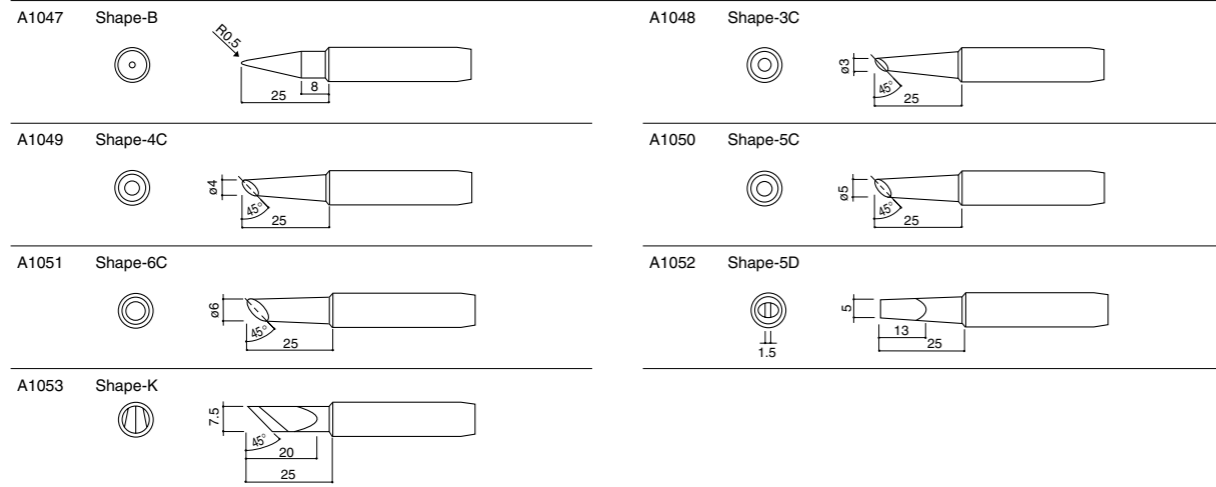 A1047 Shape-B
R0.5
8
25
A1048 Shape-3C
ø3
45°
25
A1049 Shape-4C
ø4
45°
25
A1050 Shape-5C
ø5
45°
25
A1051 Shape-6C
ø6
45°
25
A1052 Shape-5D
5
13
25
1.5
A1053 Shape-K
7.5
45°
20
25